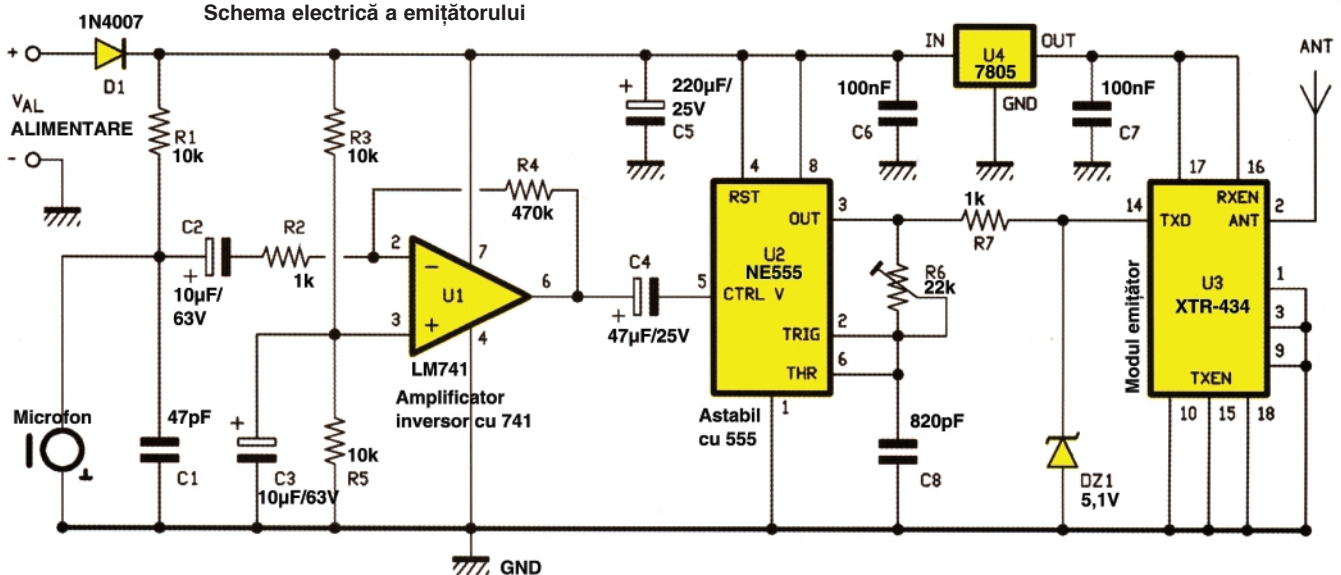 Schema electrică a emițătorului
1N4007
+
D1
VAL
ALIMENTARE
-
R1
10k
R3
10k
R4
470k
220µF/
25V
+
C5
100nF
C6
IN
U4
7805
OUT
GND
100nF
C7
ANT
C2
+
10µF/
63V
R2
1k
2
−
7
U1
6
3
+
4
LM741
Amplificator
inversor cu 741
C4
+
47µF/25V
4
8
RST
OUT
3
U2
NE555
5
CTRL V
TRIG
2
THR
6
1
Astabil
cu 555
R6
22k
1k
R7
820pF
C8
DZ1
5,1V
17
16
14
TXD
RXEN
ANT
2
U3
XTR-434
1
3
9
TXEN
10
15
18
Modul emițător
Microfon
47pF
C1
+
C3
10µF/63V
10k
R5
GND